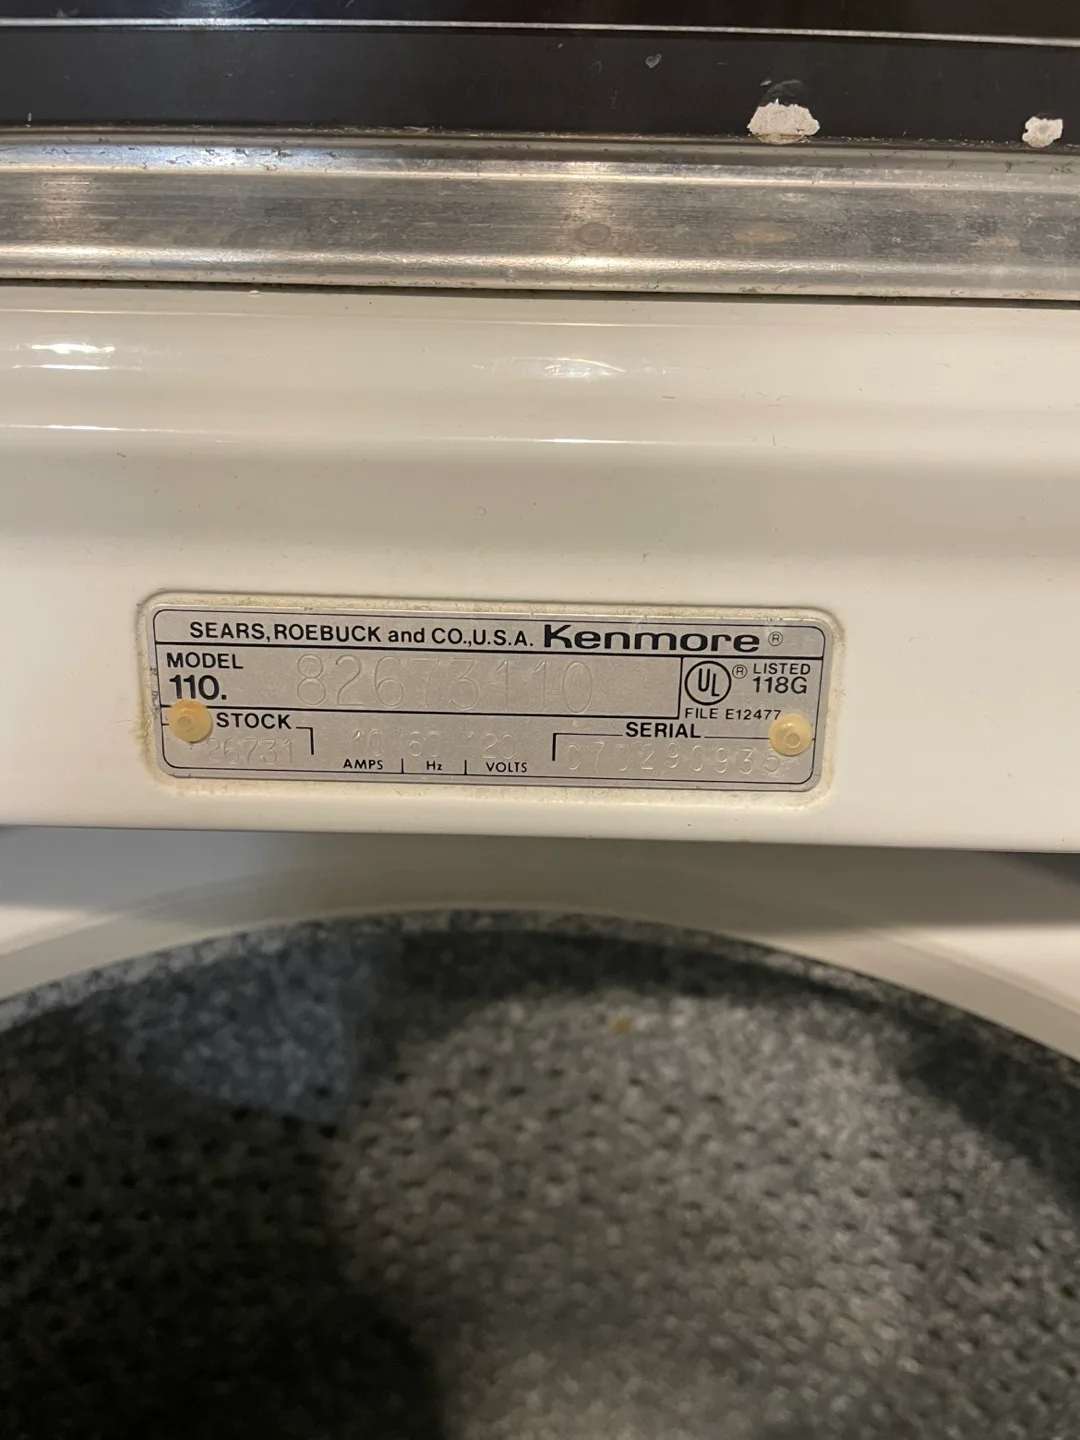 SEARS, ROEBUCK and CO., U.S.A. Kenmore ®
MODEL
110. 82673110
UL ® LISTED
118G
FILE E12477
STOCK
26731
10 60 120
AMPS Hz VOLTS
SERIAL
C70290935